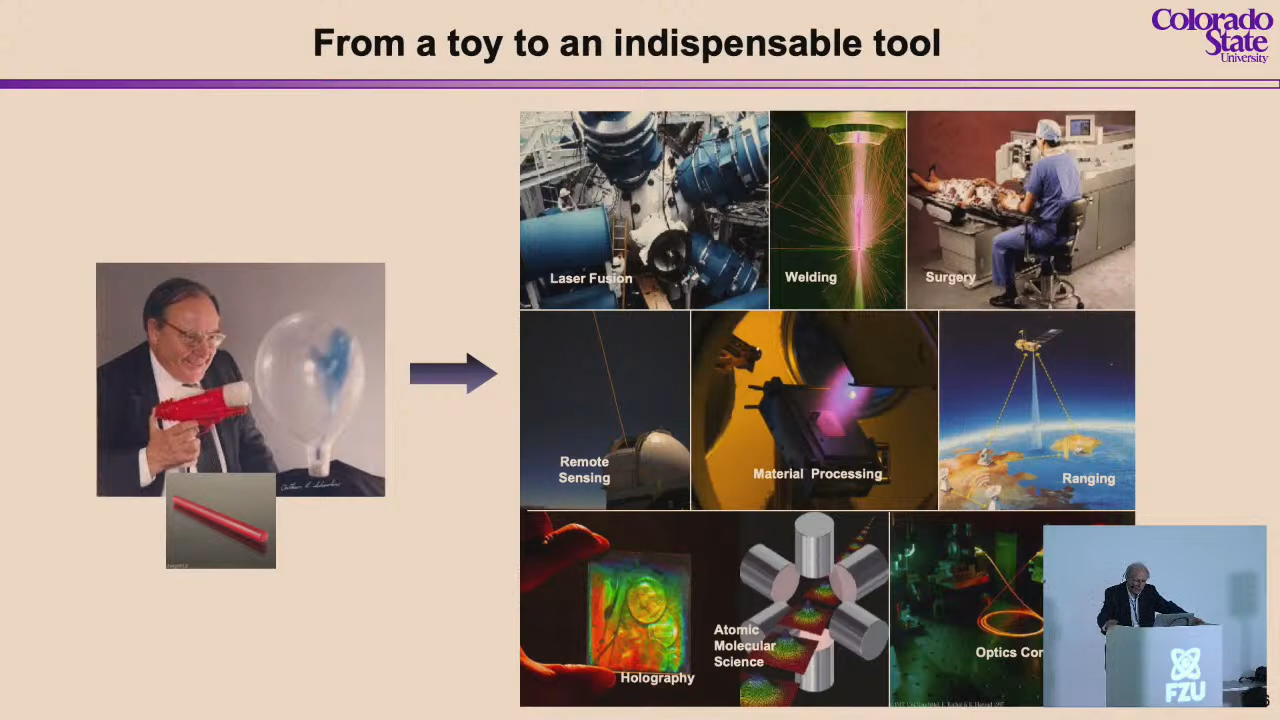 From a toy to an indispensable tool
Colorado
State
University
Laser Fusion
Welding
Surgery
Remote
Sensing
Material Processing
Ranging
Holography
Atomic
Molecular
Science
Optics Co
FZU